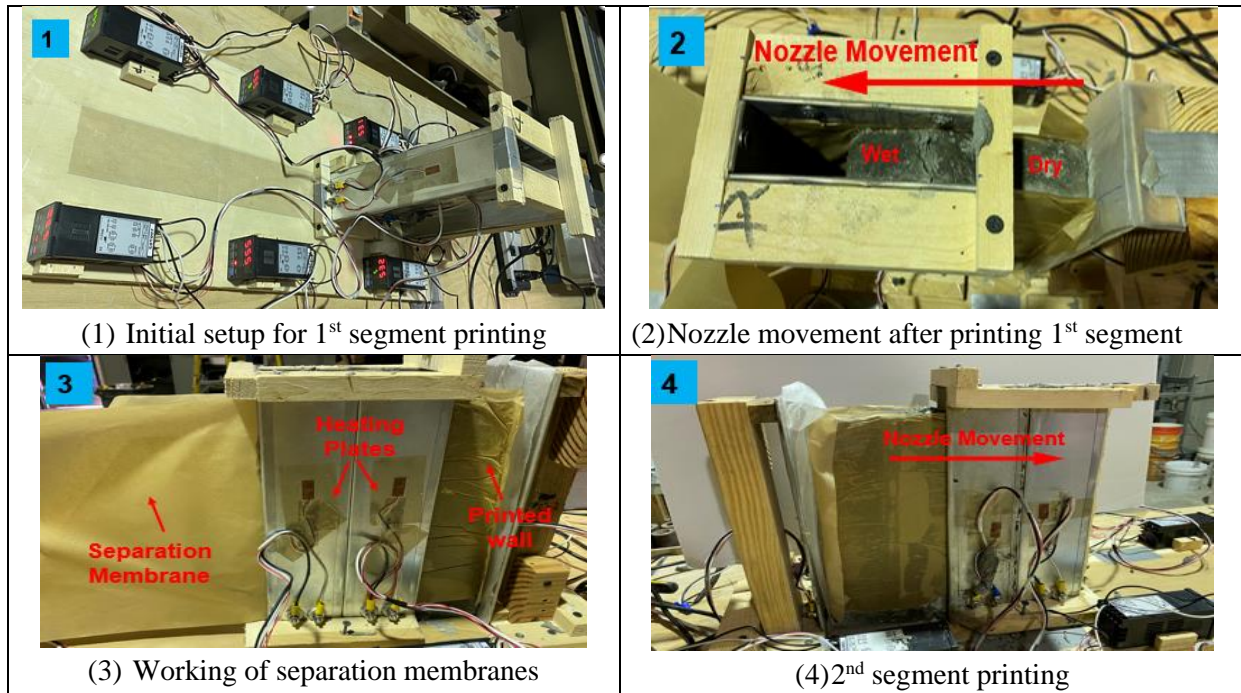 1
2
Nozzle Movement
Wet
Dry
(1) Initial setup for 1st segment printing
(2)Nozzle movement after printing 1st segment
3
Heating
Plates
Separation
Membrane
Printed
wall
4
Nozzle Movement
(3) Working of separation membranes
(4)2nd segment printing